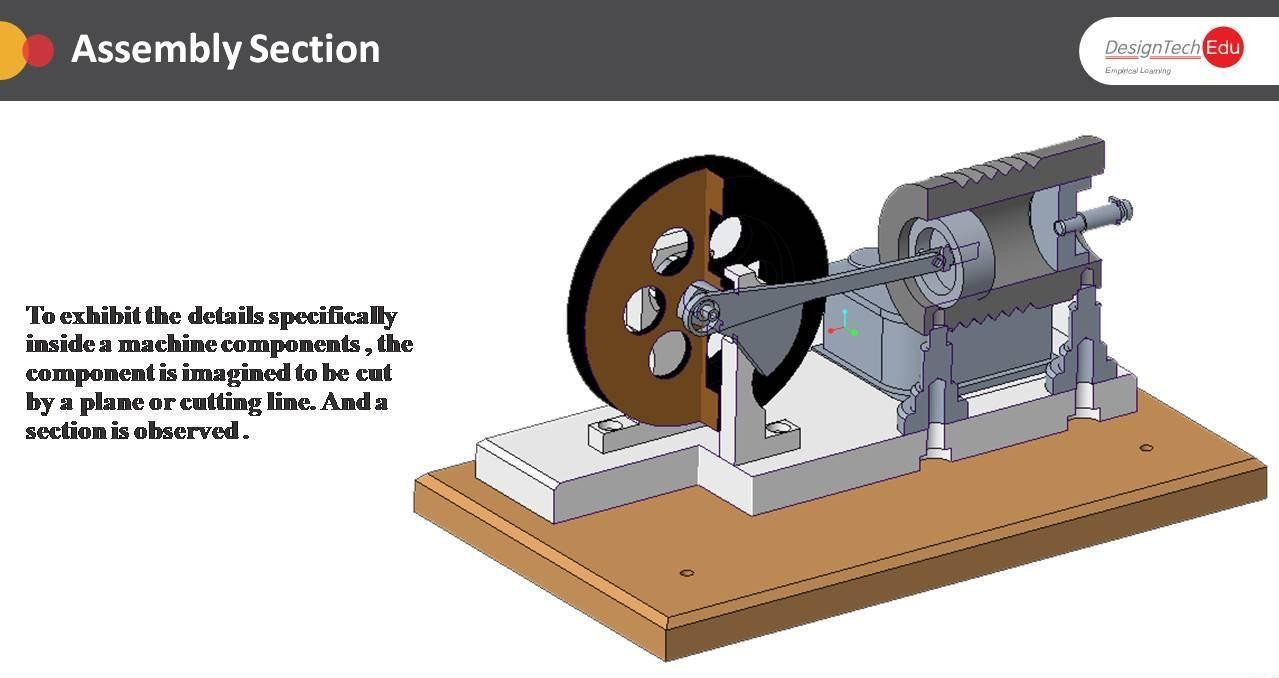 Assembly Section
DesignTech Edu
Empirical Learning
To exhibit the details specifically
inside a machine components , the
component is imagined to be cut
by a plane or cutting line. And a
section is observed .